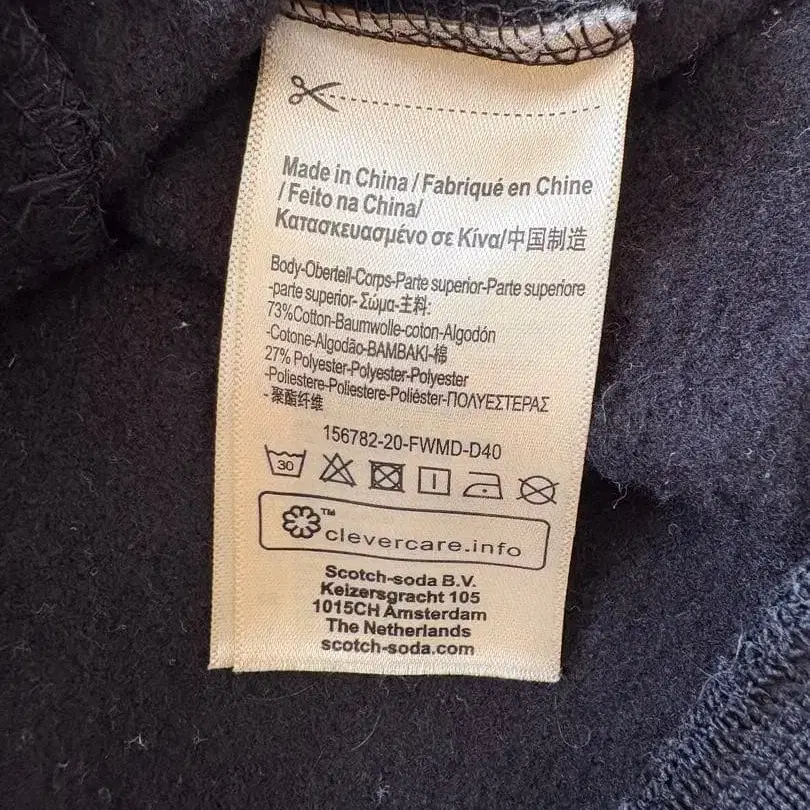 Made in China / Fabriqué en Chine
/ Feito na China/
Κατασκευασμένο σε Κίνα/中国制造
Body-Oberteil-Corps-Parte superior-Parte superiore
-parte superior- Σώμα-主料:
73%Cotton-Baumwolle-coton-Algodón
-Cotone-Algodão-BAMBAKI-棉
27% Polyester-Polyester-Polyester
-Poliestere-Poliestere-Poliéster-ΠΟΛΥΕΣΤΕΡΑΣ
-聚酯纤维
156782-20-FWMD-D40
30
™
clevercare.info
Scotch-soda B.V.
Keizersgracht 105
1015CH Amsterdam
The Netherlands
scotch-soda.com